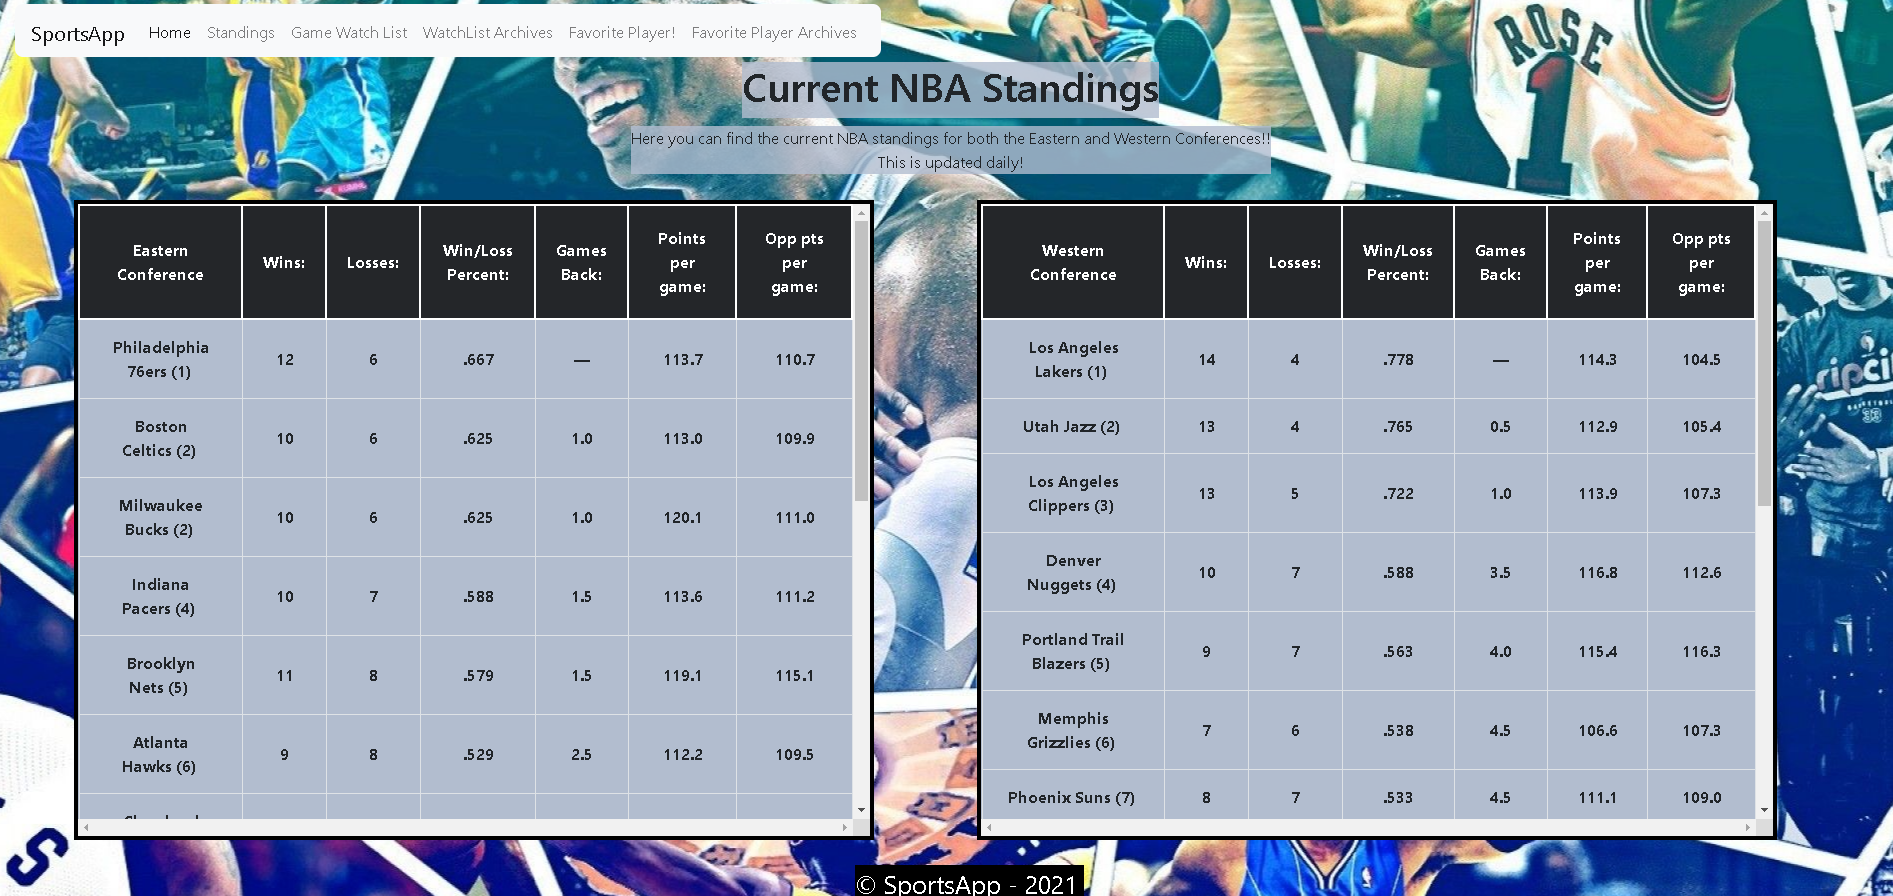 SportsApp Home Standings Game Watch List WatchList Archives Favorite Player! Favorite Player Archives
ROSE
1
Current NBA Standings
Here you can find the current NBA standings for both the Eastern and Western Conferences!!
This is updated daily!
Eastern Conference Wins: Losses: Win/Loss Percent: Games Back: Points per game: Opp pts per game:
Philadelphia 76ers (1) 12 6 .667 — 113.7 110.7
Boston Celtics (2) 10 6 .625 1.0 113.0 109.9
Milwaukee Bucks (2) 10 6 .625 1.0 120.1 111.0
Indiana Pacers (4) 10 7 .588 1.5 113.6 111.2
Brooklyn Nets (5) 11 8 .579 1.5 119.1 115.1
Atlanta Hawks (6) 9 8 .529 2.5 112.2 109.5
Western Conference Wins: Losses: Win/Loss Percent: Games Back: Points per game: Opp pts per game:
Los Angeles Lakers (1) 14 4 .778 — 114.3 104.5
Utah Jazz (2) 13 4 .765 0.5 112.9 105.4
Los Angeles Clippers (3) 13 5 .722 1.0 113.9 107.3
Denver Nuggets (4) 10 7 .588 3.5 116.8 112.6
Portland Trail Blazers (5) 9 7 .563 4.0 115.4 116.3
Memphis Grizzlies (6) 7 6 .538 4.5 106.6 107.3
Phoenix Suns (7) 8 7 .533 4.5 111.1 109.0
ripci
33
S
© SportsApp - 2021